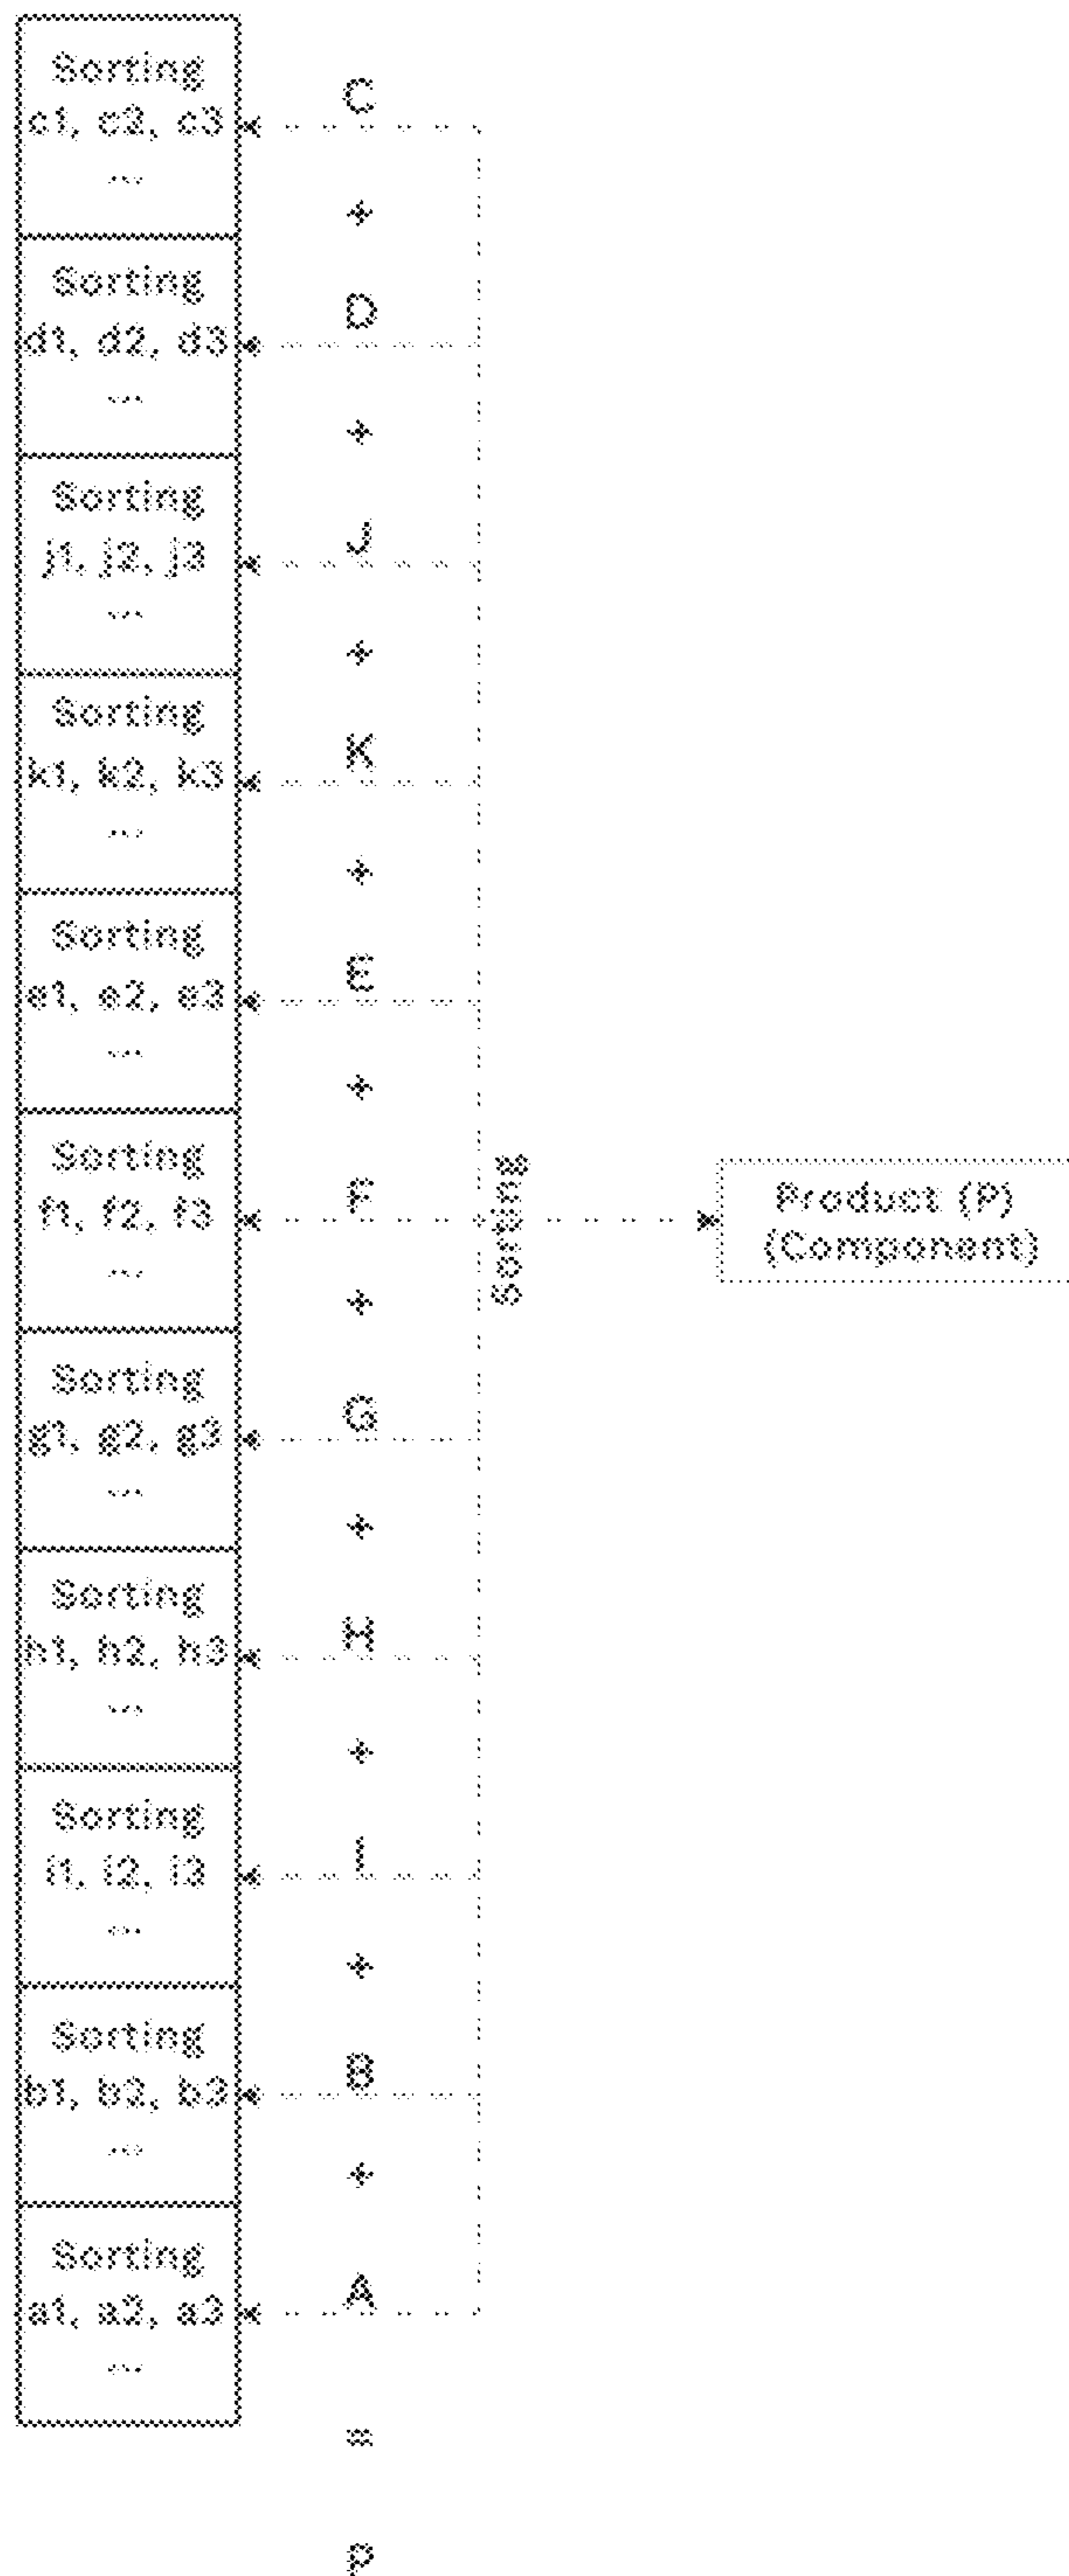 Sorting
c1, c2, c3
...
C
+
Sorting
d1, d2, d3
...
D
+
Sorting
j1, j2, j3
...
J
+
Sorting
k1, k2, k3
...
K
+
Sorting
e1, e2, e3
...
E
+
Sorting
f1, f2, f3
...
F
+
Sorting
g1, g2, g3
...
G
+
Sorting
h1, h2, h3
...
H
+
Sorting
i1, i2, i3
...
I
+
Sorting
b1, b2, b3
...
B
+
Sorting
a1, a2, a3
...
A
=
P
Sorting
Product (P)
(Component)